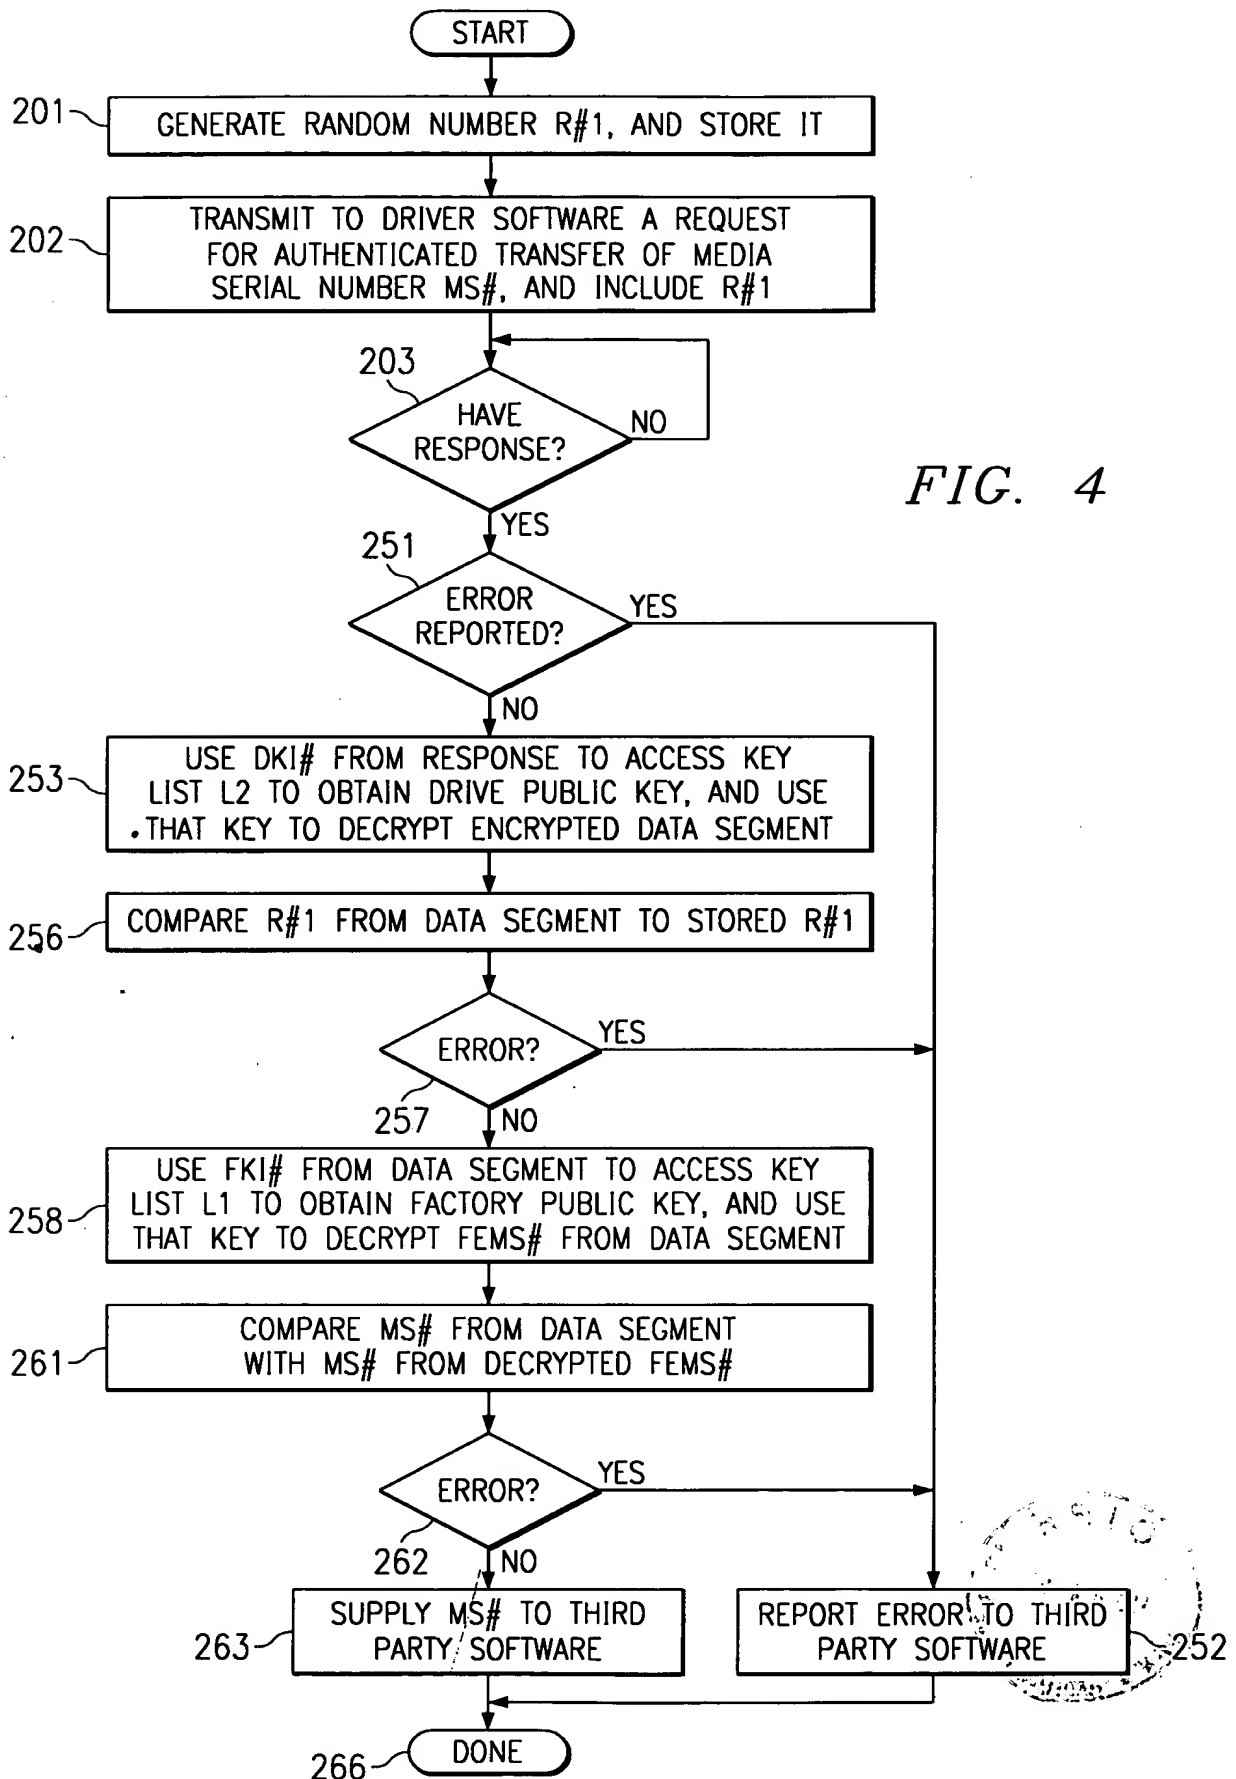 START
201
GENERATE RANDOM NUMBER R#1, AND STORE IT
202
TRANSMIT TO DRIVER SOFTWARE A REQUEST
FOR AUTHENTICATED TRANSFER OF MEDIA
SERIAL NUMBER MS#, AND INCLUDE R#1
203
HAVE
RESPONSE?
NO
YES
FIG. 4
251
ERROR
REPORTED?
YES
NO
253
USE DKI# FROM RESPONSE TO ACCESS KEY
LIST L2 TO OBTAIN DRIVE PUBLIC KEY, AND USE
THAT KEY TO DECRYPT ENCRYPTED DATA SEGMENT
256
COMPARE R#1 FROM DATA SEGMENT TO STORED R#1
ERROR?
YES
257
NO
258
USE FKI# FROM DATA SEGMENT TO ACCESS KEY
LIST L1 TO OBTAIN FACTORY PUBLIC KEY, AND USE
THAT KEY TO DECRYPT FEMS# FROM DATA SEGMENT
261
COMPARE MS# FROM DATA SEGMENT
WITH MS# FROM DECRYPTED FEMS#
ERROR?
YES
262
NO
263
SUPPLY MS# TO THIRD
PARTY SOFTWARE
REPORT ERROR TO THIRD
PARTY SOFTWARE
252
266
DONE